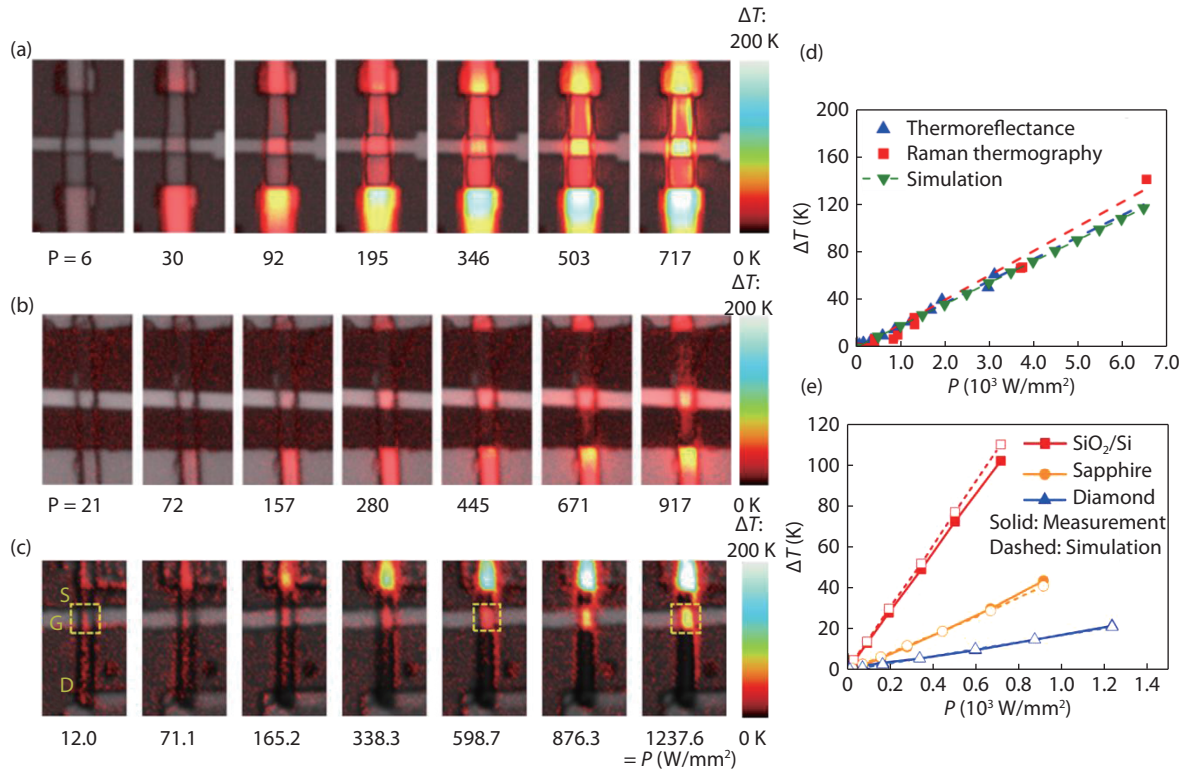 (a)
ΔT:
200 K
0 K
P = 6 30 92 195 346 503 717
(b)
ΔT:
200 K
0 K
P = 21 72 157 280 445 671 917
(c)
ΔT:
200 K
S
G
D
0 K
12.0 71.1 165.2 338.3 598.7 876.3 1237.6
= P (W/mm²)
(d)
200
160
120
80
40
0
ΔT (K)
Thermoreflectance
Raman thermography
Simulation
0 1.0 2.0 3.0 4.0 5.0 6.0 7.0
P (10³ W/mm²)
(e)
120
100
80
60
40
20
0
ΔT (K)
SiO₂/Si
Sapphire
Diamond
Solid: Measurement
Dashed: Simulation
0 0.2 0.4 0.6 0.8 1.0 1.2 1.4
P (10³ W/mm²)